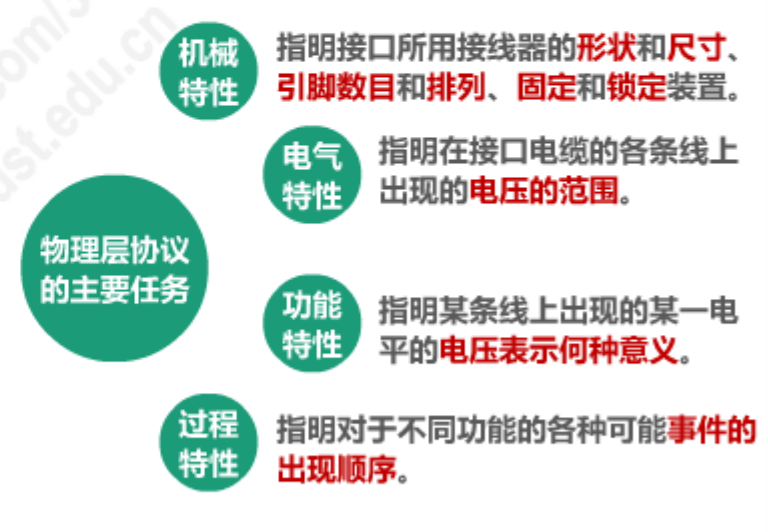 机械
特性
指明接口所用接线器的形状和尺寸、
引脚数目和排列、固定和锁定装置。
电气
特性
指明在接口电缆的各条线上
出现的电压的范围。
物理层协议
的主要任务
功能
特性
指明某条线上出现的某一电
平的电压表示何种意义。
过程
特性
指明对于不同功能的各种可能事件的
出现顺序。